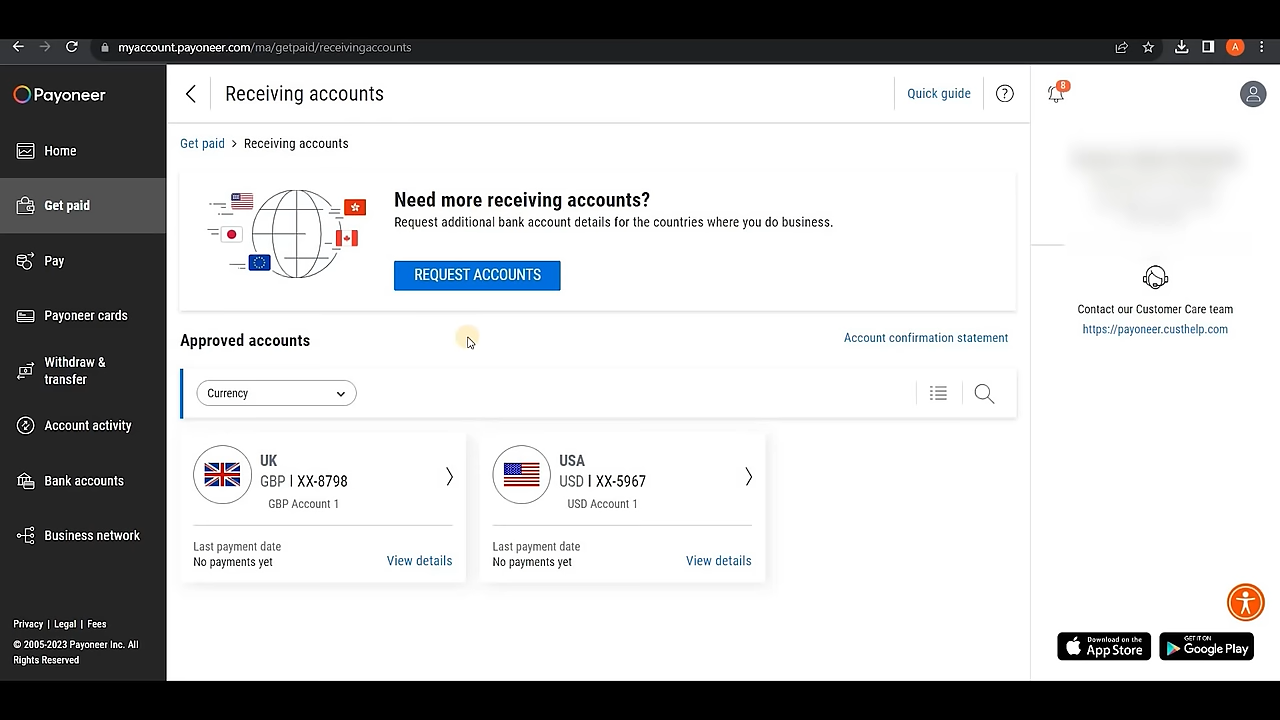 myaccount.payoneer.com/ma/getpaid/receivingaccounts
A
Payoneer
Home
Get paid
Pay
Payoneer cards
Withdraw &
transfer
Account activity
Bank accounts
Business network
Privacy | Legal | Fees
© 2005-2023 Payoneer Inc. All
Rights Reserved
Receiving accounts
Quick guide
?
Get paid > Receiving accounts
Need more receiving accounts?
Request additional bank account details for the countries where you do business.
REQUEST ACCOUNTS
Approved accounts
Account confirmation statement
Currency
UK
GBP | XX-8798
GBP Account 1
Last payment date
No payments yet
View details
USA
USD | XX-5967
USD Account 1
Last payment date
No payments yet
View details
8
Contact our Customer Care team
https://payoneer.custhelp.com
Download on the
App Store
GET IT ON
Google Play